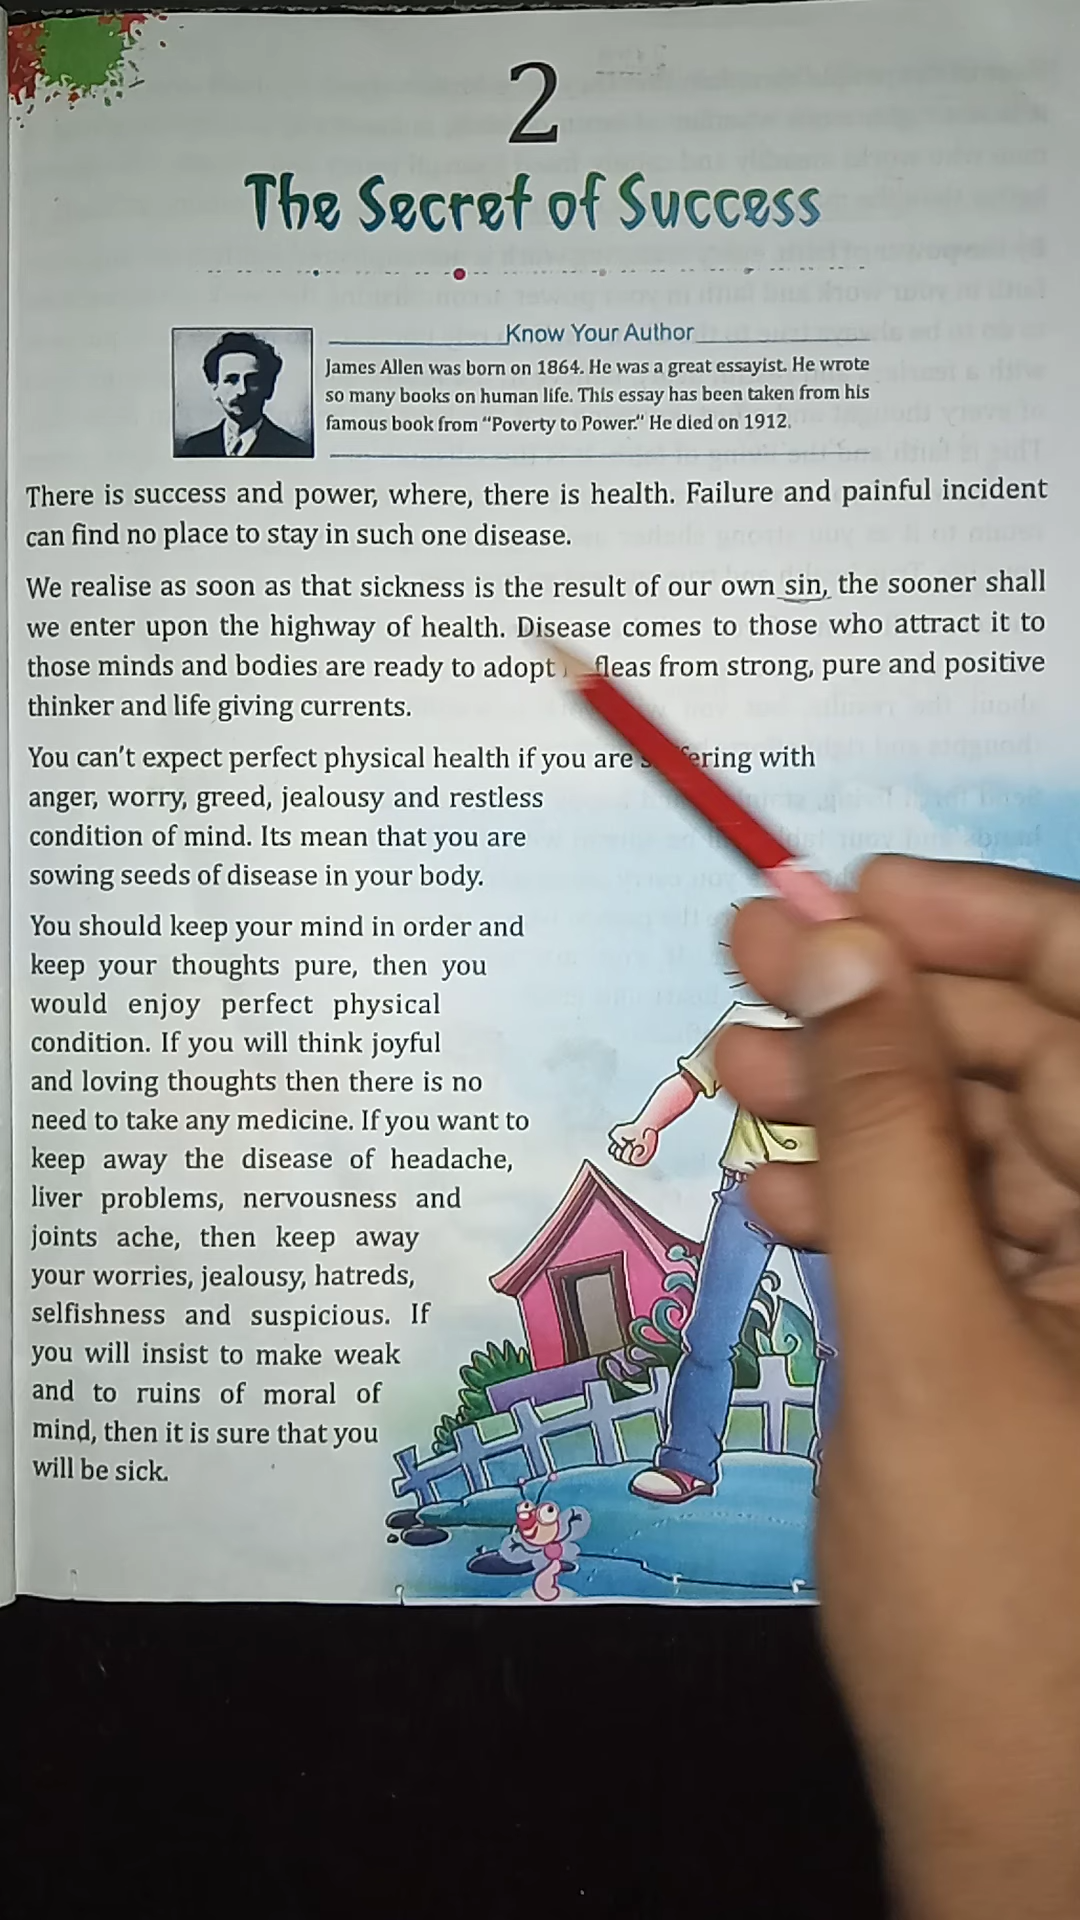 2
The Secret of Success
Know Your Author
James Allen was born on 1864. He was a great essayist. He wrote
so many books on human life. This essay has been taken from his
famous book from “Poverty to Power.” He died on 1912.
There is success and power, where, there is health. Failure and painful incident
can find no place to stay in such one disease.
We realise as soon as that sickness is the result of our own sin, the sooner shall
we enter upon the highway of health. Disease comes to those who attract it to
those minds and bodies are ready to adopt fleas from strong, pure and positive
thinker and life giving currents.
You can’t expect perfect physical health if you are suffering with
anger, worry, greed, jealousy and restless
condition of mind. Its mean that you are
sowing seeds of disease in your body.
You should keep your mind in order and
keep your thoughts pure, then you
would enjoy perfect physical
condition. If you will think joyful
and loving thoughts then there is no
need to take any medicine. If you want to
keep away the disease of headache,
liver problems, nervousness and
joints ache, then keep away
your worries, jealousy, hatreds,
selfishness and suspicious. If
you will insist to make weak
and to ruins of moral of
mind, then it is sure that you
will be sick.